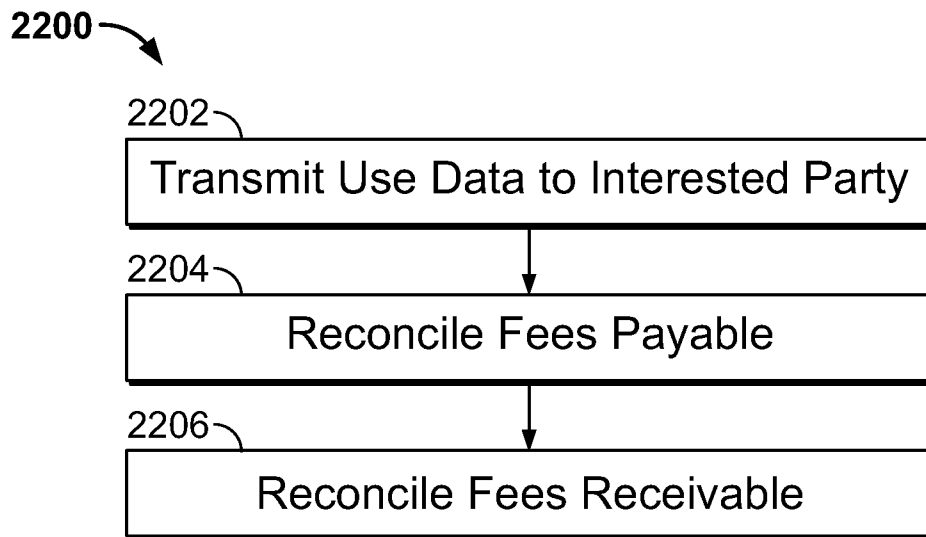 2200
2202
Transmit Use Data to Interested Party
2204
Reconcile Fees Payable
2206
Reconcile Fees Receivable